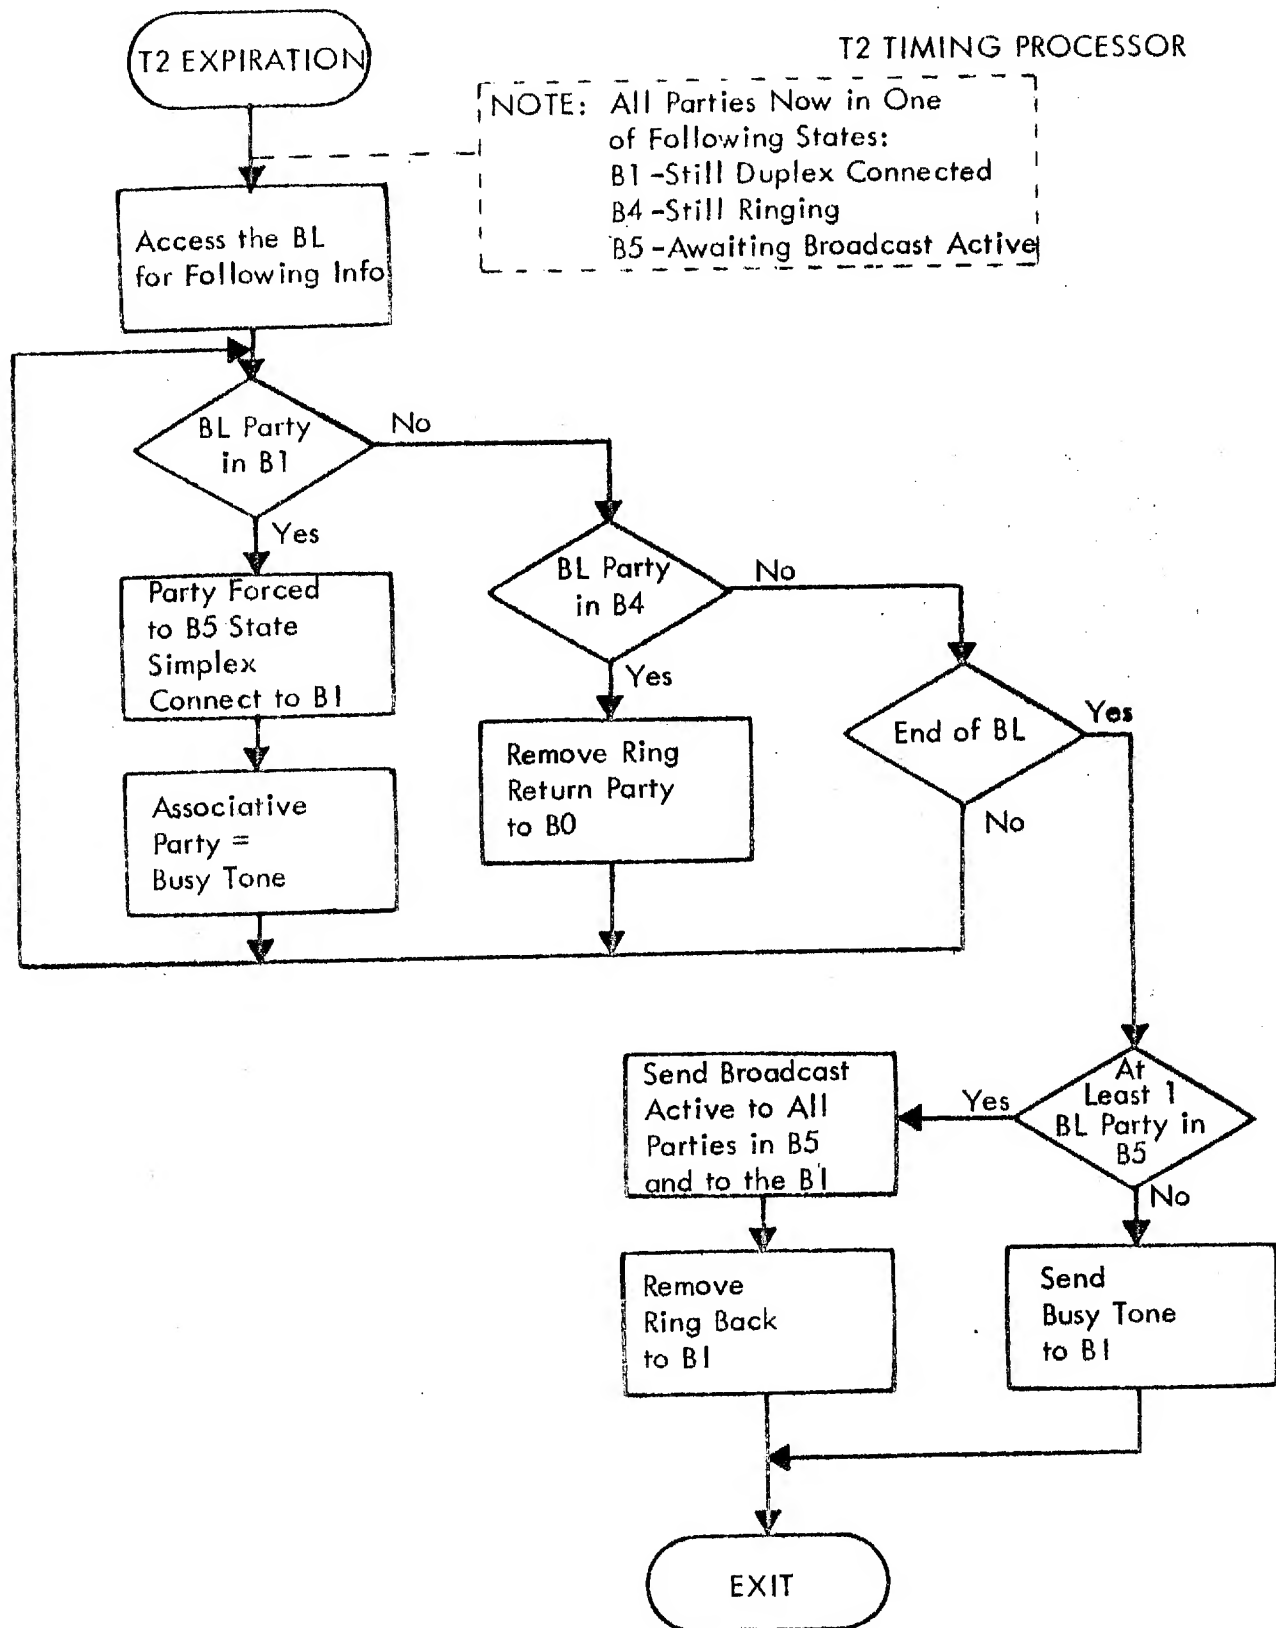 T2 EXPIRATION
T2 TIMING PROCESSOR
NOTE: All Parties Now in One
of Following States:
B1-Still Duplex Connected
B4-Still Ringing
B5-Awaiting Broadcast Active
Access the BL
for Following Info
BL Party
in B1
No
Yes
Party Forced
to B5 State
Simplex
Connect to BI
Associative
Party =
Busy Tone
BL Party
in B4
No
Yes
Remove Ring
Return Party
to B0
End of BL
Yes
No
At
Least 1
BL Party in
B5
Yes
No
Send Broadcast
Active to All
Parties in B5
and to the BI
Remove
Ring Back
to BI
Send
Busy Tone
to BI
EXIT